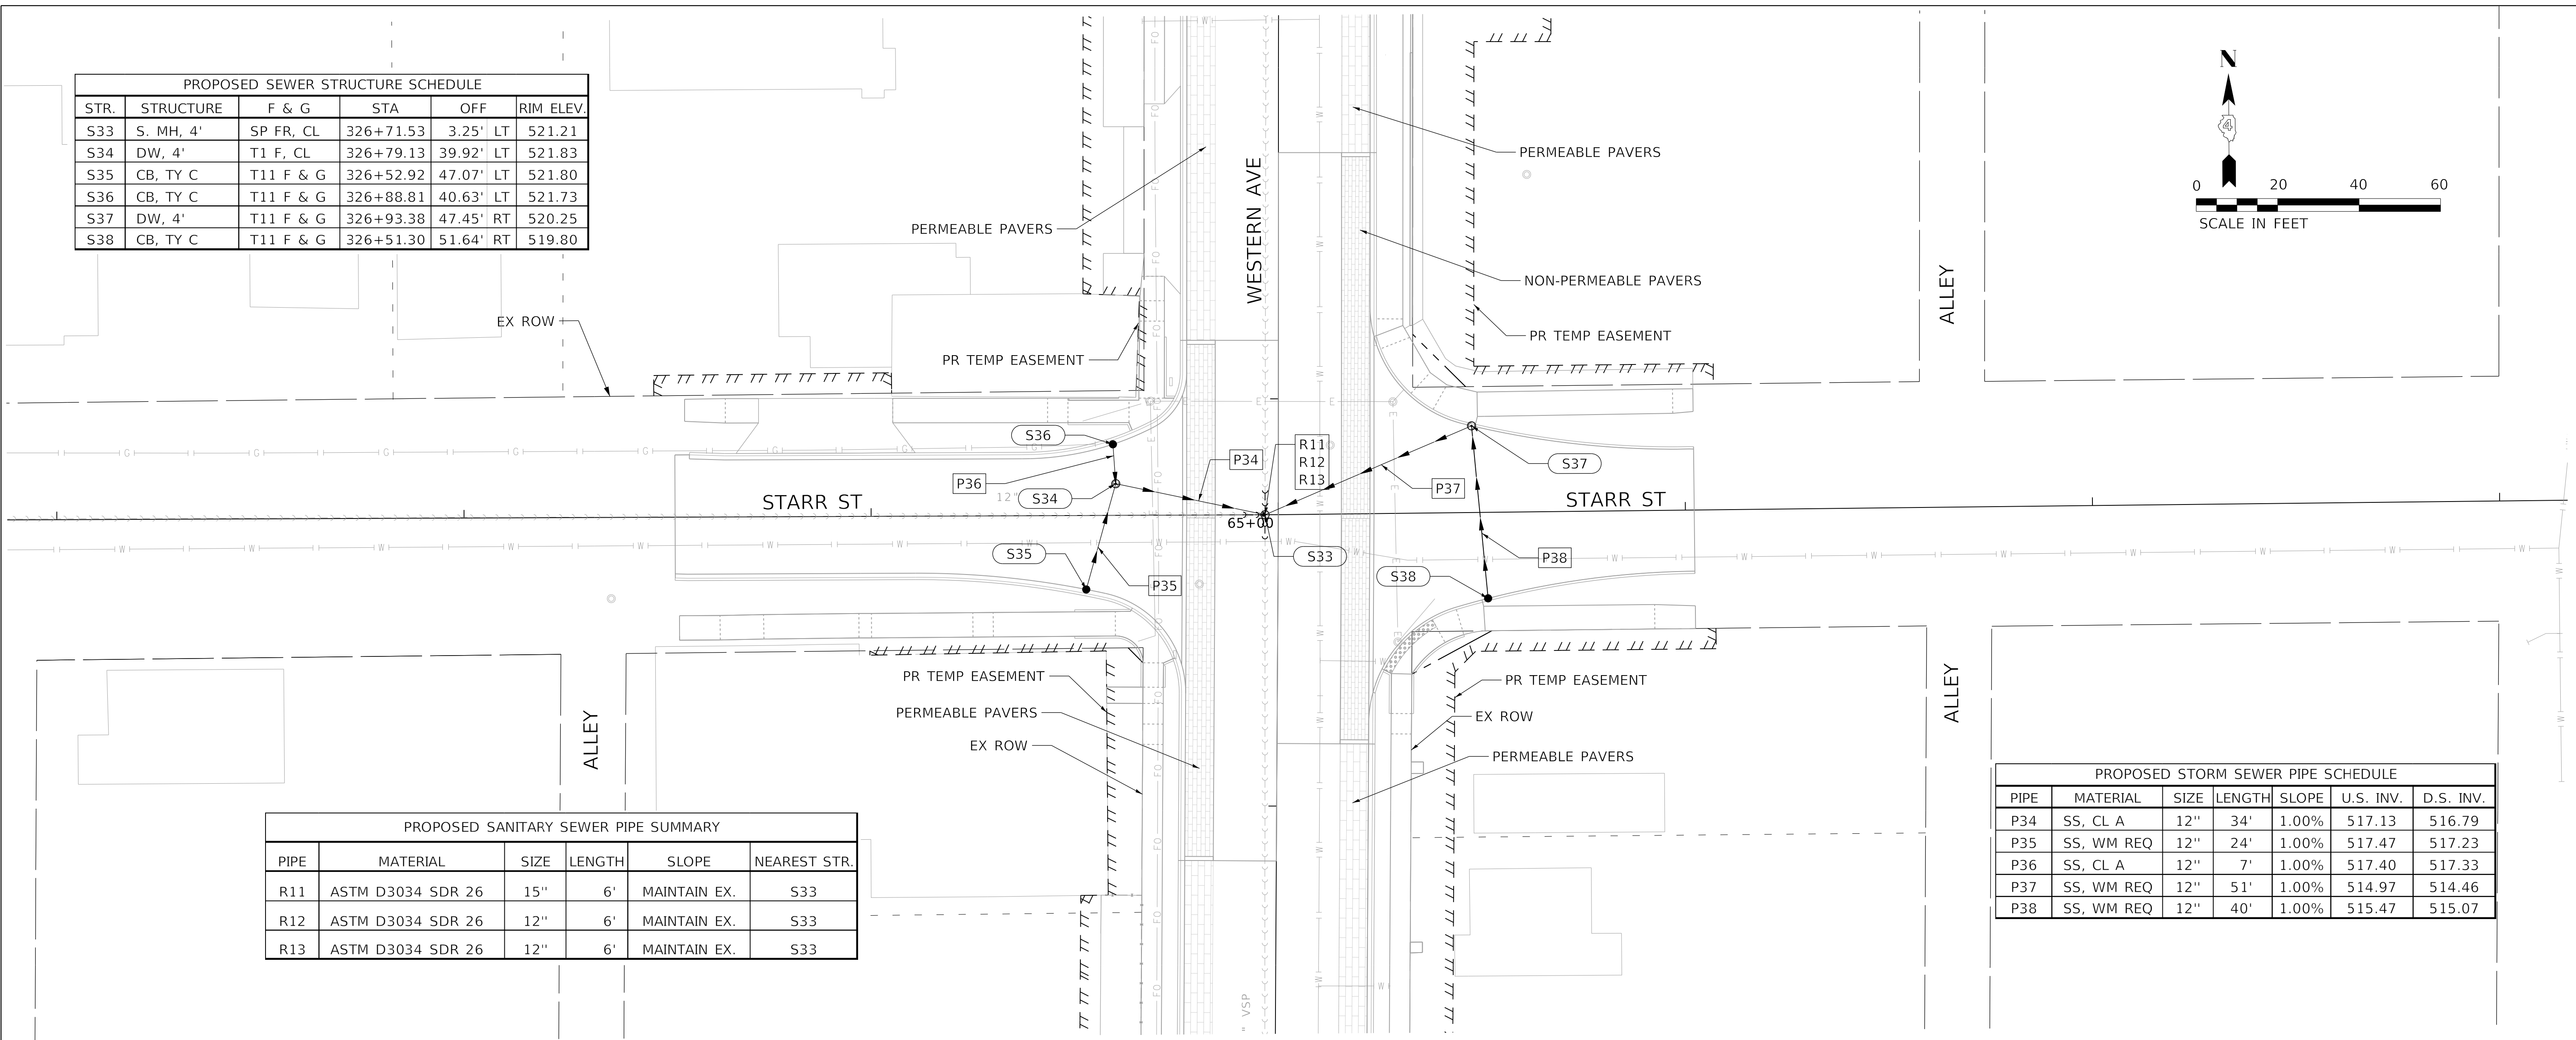 PROPOSED SEWER STRUCTURE SCHEDULE
STR. STRUCTURE F & G STA OFF RIM ELEV.
S33 S. MH, 4' SP FR, CL 326+71.53 3.25' LT 521.21
S34 DW, 4' T1 F, CL 326+79.13 39.92' LT 521.83
S35 CB, TY C T11 F & G 326+52.92 47.07' LT 521.80
S36 CB, TY C T11 F & G 326+88.81 40.63' LT 521.73
S37 DW, 4' T11 F & G 326+93.38 47.45' RT 520.25
S38 CB, TY C T11 F & G 326+51.30 51.64' RT 519.80
N
4
0 20 40 60
SCALE IN FEET
WESTERN AVE
PERMEABLE PAVERS
PERMEABLE PAVERS
NON-PERMEABLE PAVERS
ALLEY
EX ROW
PR TEMP EASEMENT
PR TEMP EASEMENT
S36
R11
R12
R13
P34
S37
P36
P37
12"
S34
STARR ST
STARR ST
65+00
S35
S33
P38
S38
P35
PR TEMP EASEMENT
PR TEMP EASEMENT
PERMEABLE PAVERS
EX ROW
EX ROW
PERMEABLE PAVERS
ALLEY
ALLEY
" VSP
PROPOSED SANITARY SEWER PIPE SUMMARY
PIPE MATERIAL SIZE LENGTH SLOPE NEAREST STR.
R11 ASTM D3034 SDR 26 15" 6' MAINTAIN EX. S33
R12 ASTM D3034 SDR 26 12" 6' MAINTAIN EX. S33
R13 ASTM D3034 SDR 26 12" 6' MAINTAIN EX. S33
PROPOSED STORM SEWER PIPE SCHEDULE
PIPE MATERIAL SIZE LENGTH SLOPE U.S. INV. D.S. INV.
P34 SS, CL A 12" 34' 1.00% 517.13 516.79
P35 SS, WM REQ 12" 24' 1.00% 517.47 517.23
P36 SS, CL A 12" 7' 1.00% 517.40 517.33
P37 SS, WM REQ 12" 51' 1.00% 514.97 514.46
P38 SS, WM REQ 12" 40' 1.00% 515.47 515.07